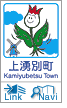 上湧別町
Kamiyubetsu Town
Link Navi